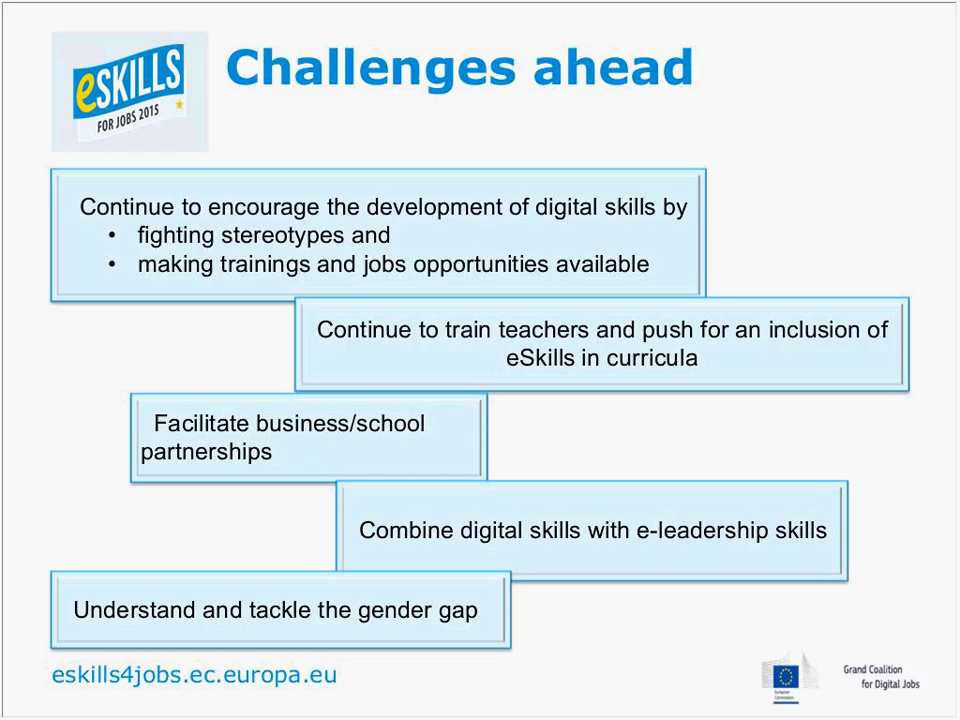 eSKILLS
FOR JOBS 2015
Challenges ahead
Continue to encourage the development of digital skills by
• fighting stereotypes and
• making trainings and jobs opportunities available
Continue to train teachers and push for an inclusion of
eSkills in curricula
Facilitate business/school
partnerships
Combine digital skills with e-leadership skills
Understand and tackle the gender gap
eskills4jobs.ec.europa.eu
European
Commission
Grand Coalition
for Digital Jobs